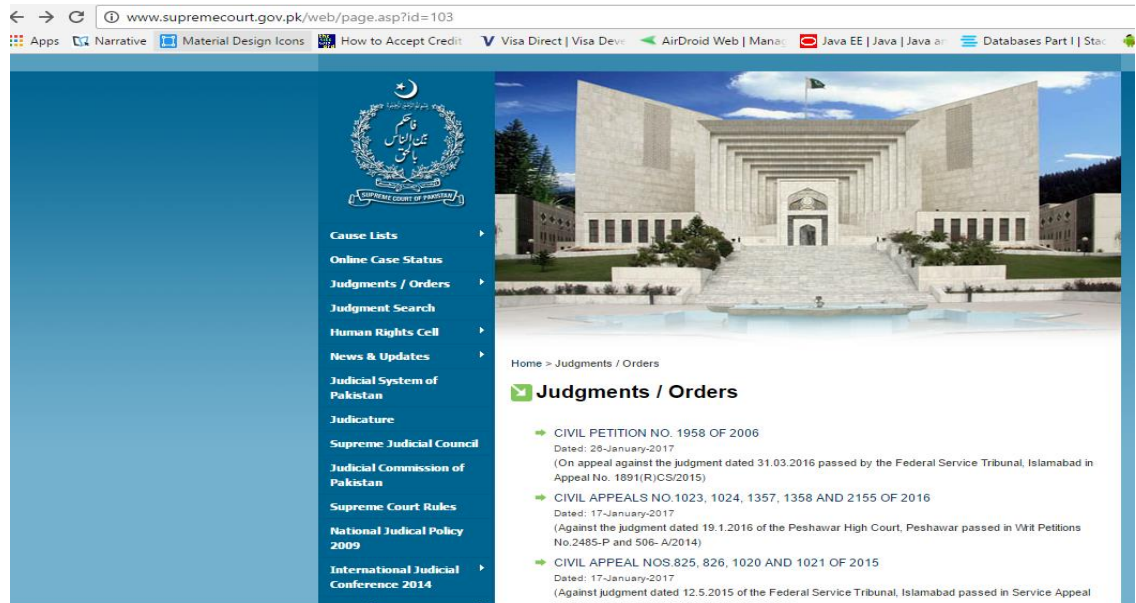 www.supremecourt.gov.pk/web/page.asp?id=103
Apps Narrative Material Design Icons How to Accept Credit Visa Direct | Visa Deve AirDroid Web | Manag Java EE | Java | Java an Databases Part I | Stac
فاحكم
بين الناس
بالحق
SUPREME COURT OF PAKISTAN
Cause Lists
Online Case Status
Judgments / Orders
Judgment Search
Human Rights Cell
News & Updates
Judicial System of
Pakistan
Judicature
Supreme Judicial Council
Judicial Commission of
Pakistan
Supreme Court Rules
National Judical Policy
2009
International Judicial
Conference 2014
Home > Judgments / Orders
Judgments / Orders
CIVIL PETITION NO. 1958 OF 2006
Dated: 26-January-2017
(On appeal against the judgment dated 31.03.2016 passed by the Federal Service Tribunal, Islamabad in
Appeal No. 1891(R)CS/2015)
CIVIL APPEALS NO.1023, 1024, 1357, 1358 AND 2155 OF 2016
Dated: 17-January-2017
(Against the judgment dated 19.1.2016 of the Peshawar High Court, Peshawar passed in Writ Petitions
No.2485-P and 506- A/2014)
CIVIL APPEAL NOS.825, 826, 1020 AND 1021 OF 2015
Dated: 17-January-2017
(Against judgment dated 12.5.2015 of the Federal Service Tribunal, Islamabad passed in Service Appeal